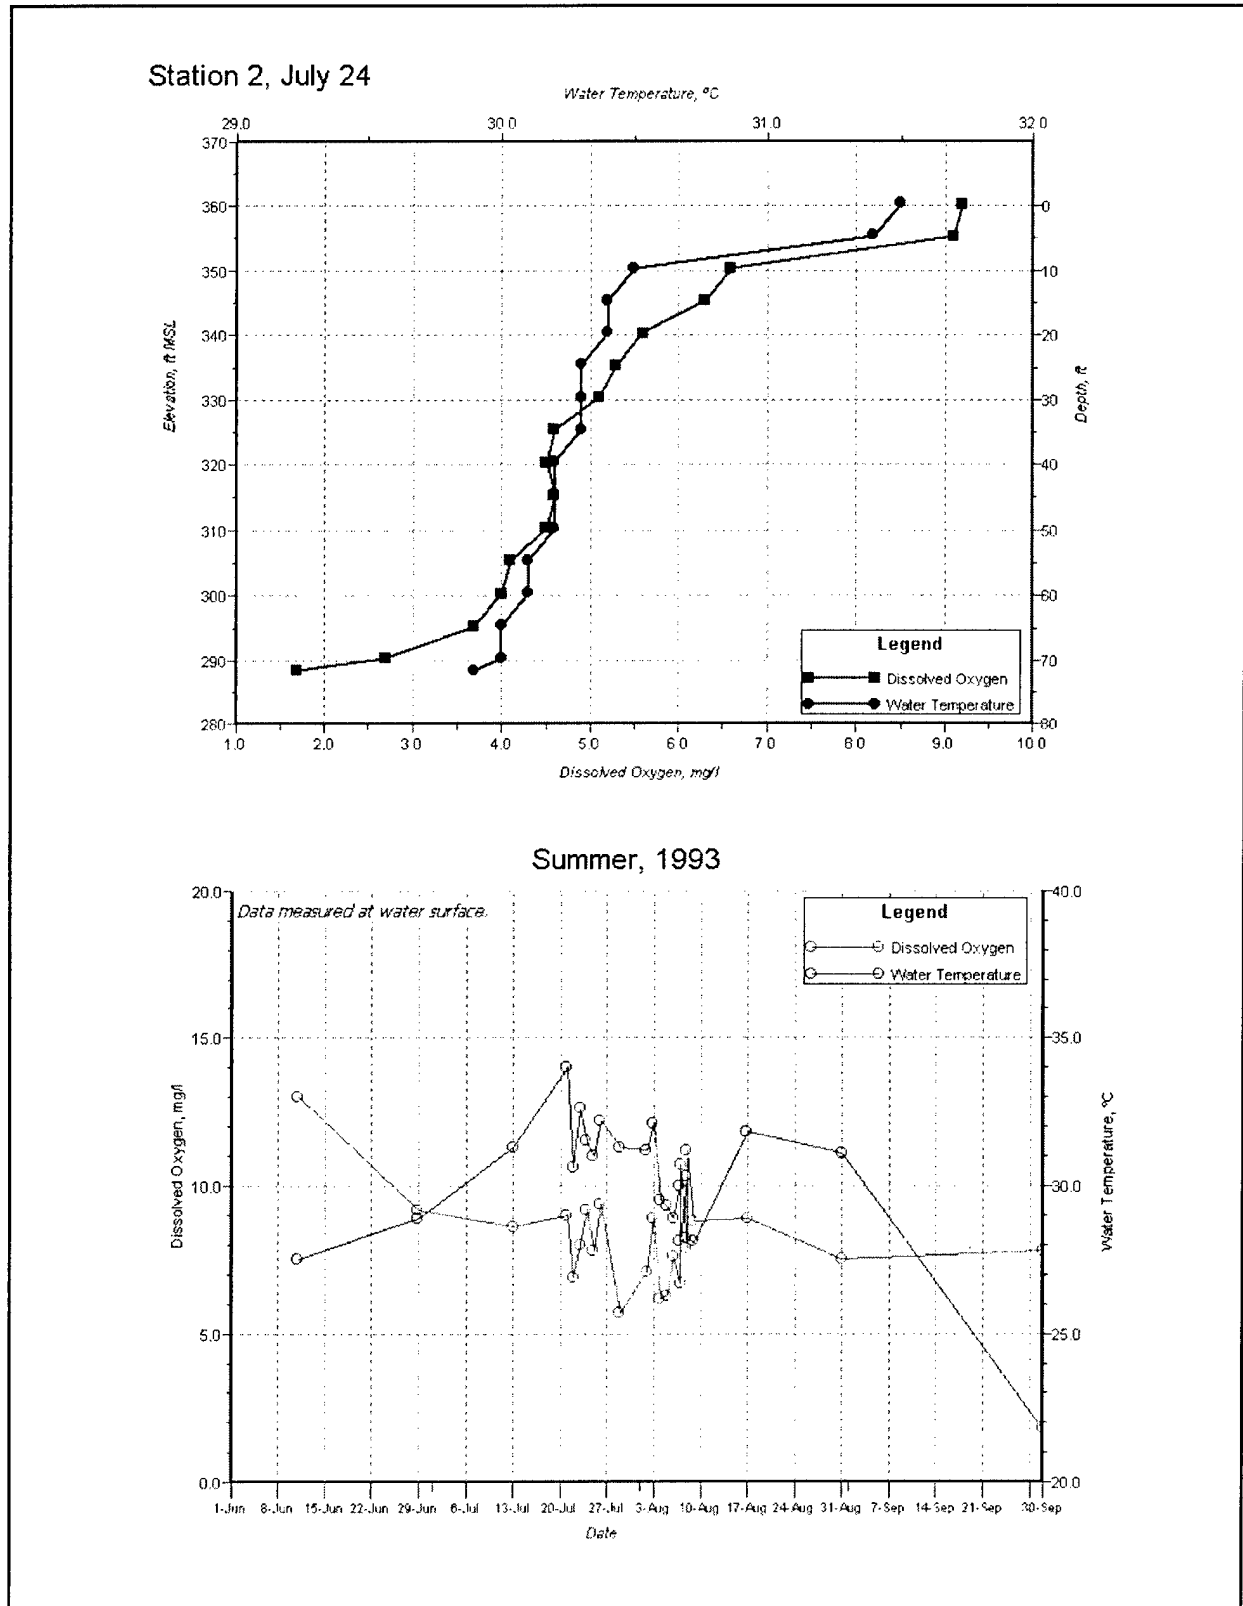 Station 2, July 24
Water Temperature, ºC
29.0 30.0 31.0 32.0
370
360 0
350 10
340 20
330 30
320 40
310 50
300 60
290 70
280 80
Elevation, ft MSL
Depth, ft
Legend
Dissolved Oxygen
Water Temperature
1.0 2.0 3.0 4.0 5.0 6.0 7.0 8.0 9.0 10.0
Dissolved Oxygen, mg/l
Summer, 1993
Data measured at water surface.
Legend
Dissolved Oxygen
Water Temperature
20.0 40.0
15.0 35.0
10.0 30.0
5.0 25.0
0.0 20.0
Dissolved Oxygen, mg/l
Water Temperature, ºC
1-Jun 8-Jun 15-Jun 22-Jun 29-Jun 6-Jul 13-Jul 20-Jul 27-Jul 3-Aug 10-Aug 17-Aug 24-Aug 31-Aug 7-Sep 14-Sep 21-Sep 30-Sep
Date